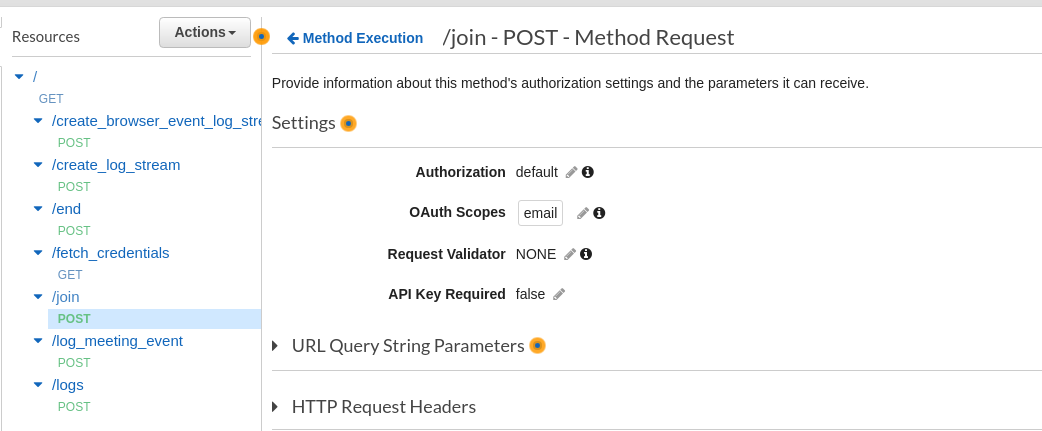 Resources
Actions
/
GET
/create_browser_event_log_stre
POST
/create_log_stream
POST
/end
POST
/fetch_credentials
GET
/join
POST
/log_meeting_event
POST
/logs
POST
Method Execution /join - POST - Method Request
Provide information about this method's authorization settings and the parameters it can receive.
Settings
Authorization default
OAuth Scopes email
Request Validator NONE
API Key Required false
URL Query String Parameters
HTTP Request Headers